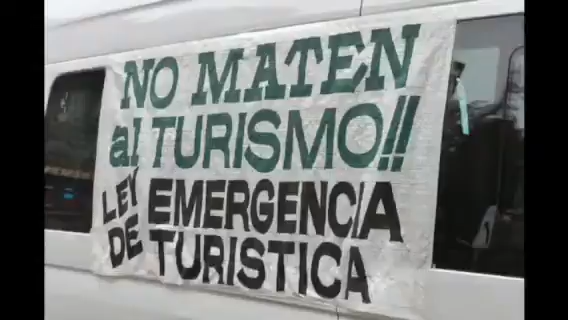 NO MATEN
al TURISMO!!
LEY EMERGENCIA
DE TURISTICA